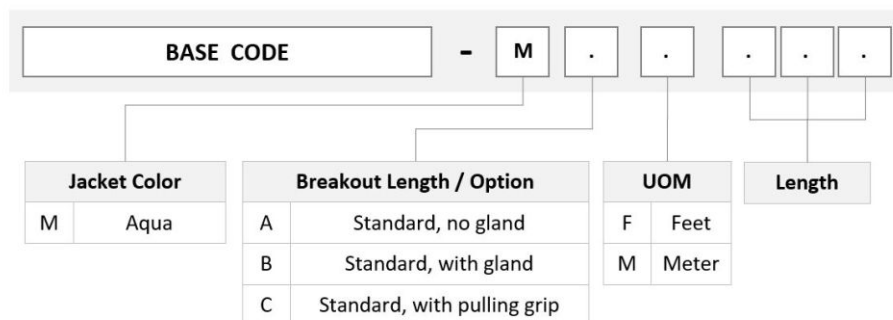 BASE CODE - M . . . . .
Jacket Color Breakout Length / Option UOM Length
M Aqua A Standard, no gland F Feet
B Standard, with gland M Meter
C Standard, with pulling grip